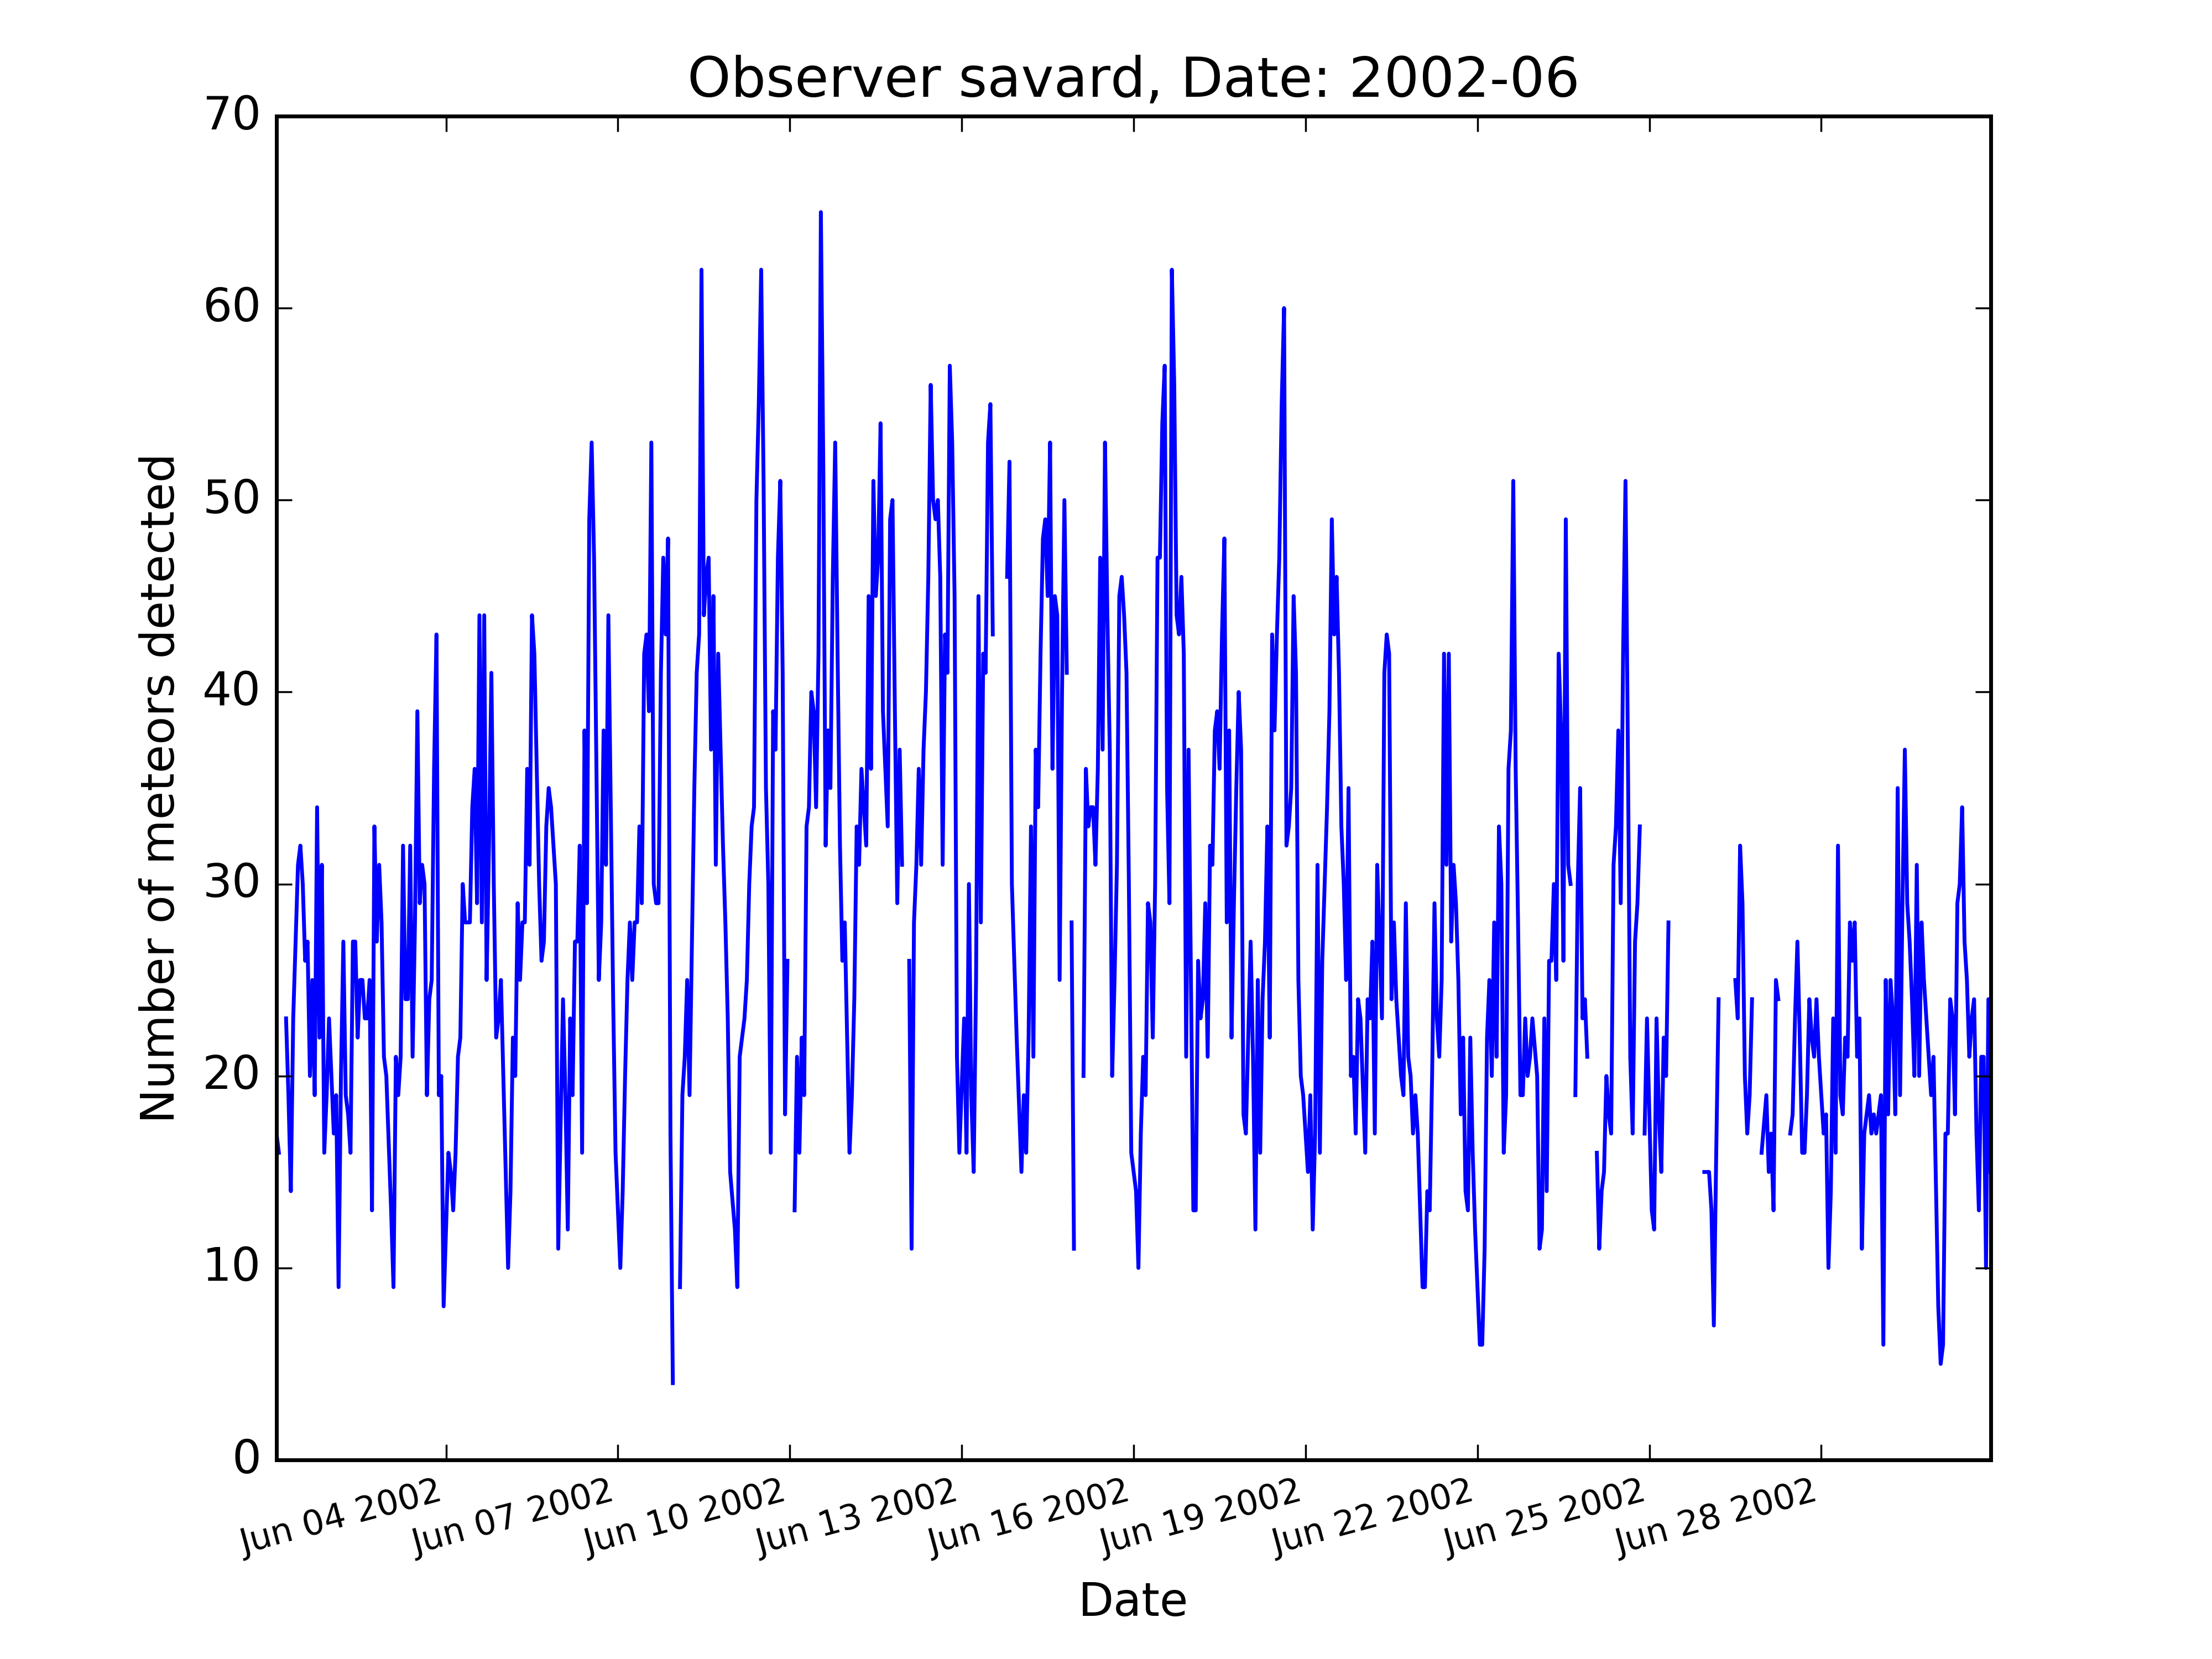 Observer savard, Date: 2002-06
70
60
50
40
30
20
10
0
Number of meteors detected
Jun 04 2002
Jun 07 2002
Jun 10 2002
Jun 13 2002
Jun 16 2002
Jun 19 2002
Jun 22 2002
Jun 25 2002
Jun 28 2002
Date